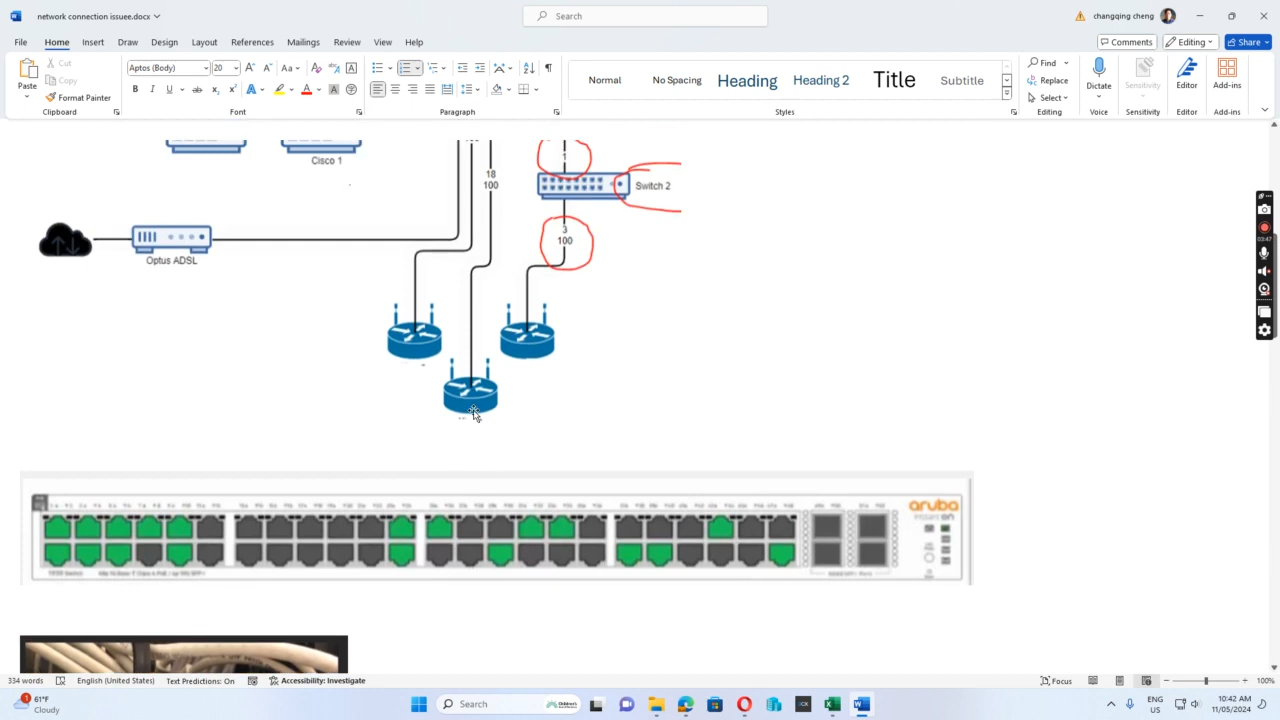 network connection issuee.docx
Search
changqing cheng
File Home Insert Draw Design Layout References Mailings Review View Help
Comments
Editing
Share
Paste
Cut
Copy
Format Painter
Clipboard
Aptos (Body) 20
Font
Paragraph
Normal
No Spacing
Heading
Heading 2
Title
Subtitle
Styles
Find
Replace
Select
Editing
Dictate
Voice
Sensitivity
Sensitivity
Editor
Editor
Add-ins
Add-ins
Cisco 1
18
100
1
Switch 2
3
100
Optus ADSL
03:47
aruba
334 words English (United States) Text Predictions: On Accessibility: Investigate
Focus
100%
61°F
Cloudy
Search
ENG
US
10:42 AM
11/05/2024